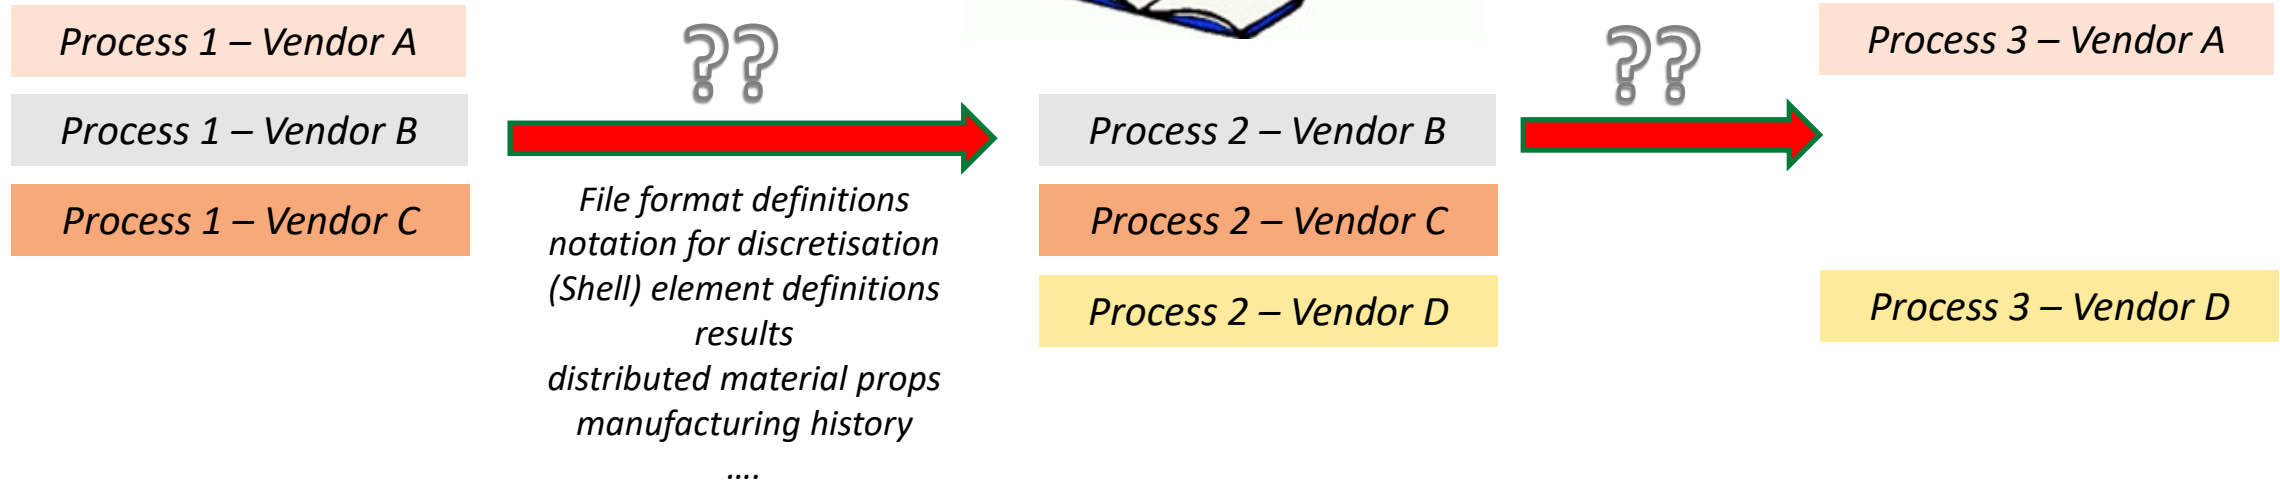 Process 1 – Vendor A
Process 1 – Vendor B
Process 1 – Vendor C
??
File format definitions
notation for discretisation
(Shell) element definitions
results
distributed material props
manufacturing history
....
Process 2 – Vendor B
Process 2 – Vendor C
Process 2 – Vendor D
??
Process 3 – Vendor A
Process 3 – Vendor D